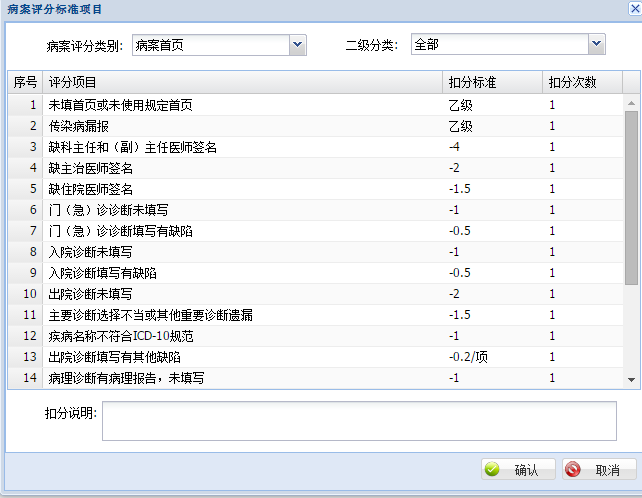 病案评分标准项目
病案评分类别: 病案首页 二级分类: 全部
序号 评分项目 扣分标准 扣分次数
1 未填首页或未使用规定首页 乙级 1
2 传染病漏报 乙级 1
3 缺科主任和（副）主任医师签名 -4 1
4 缺主治医师签名 -2 1
5 缺住院医师签名 -1.5 1
6 门（急）诊诊断未填写 -1 1
7 门（急）诊诊断填写有缺陷 -0.5 1
8 入院诊断未填写 -1 1
9 入院诊断填写有缺陷 -0.5 1
10 出院诊断未填写 -2 1
11 主要诊断选择不当或其他重要诊断遗漏 -1.5 1
12 疾病名称不符合ICD-10规范 -1 1
13 出院诊断填写有其他缺陷 -0.2/项 1
14 病理诊断有病理报告，未填写 -1 1
扣分说明:
确认 取消